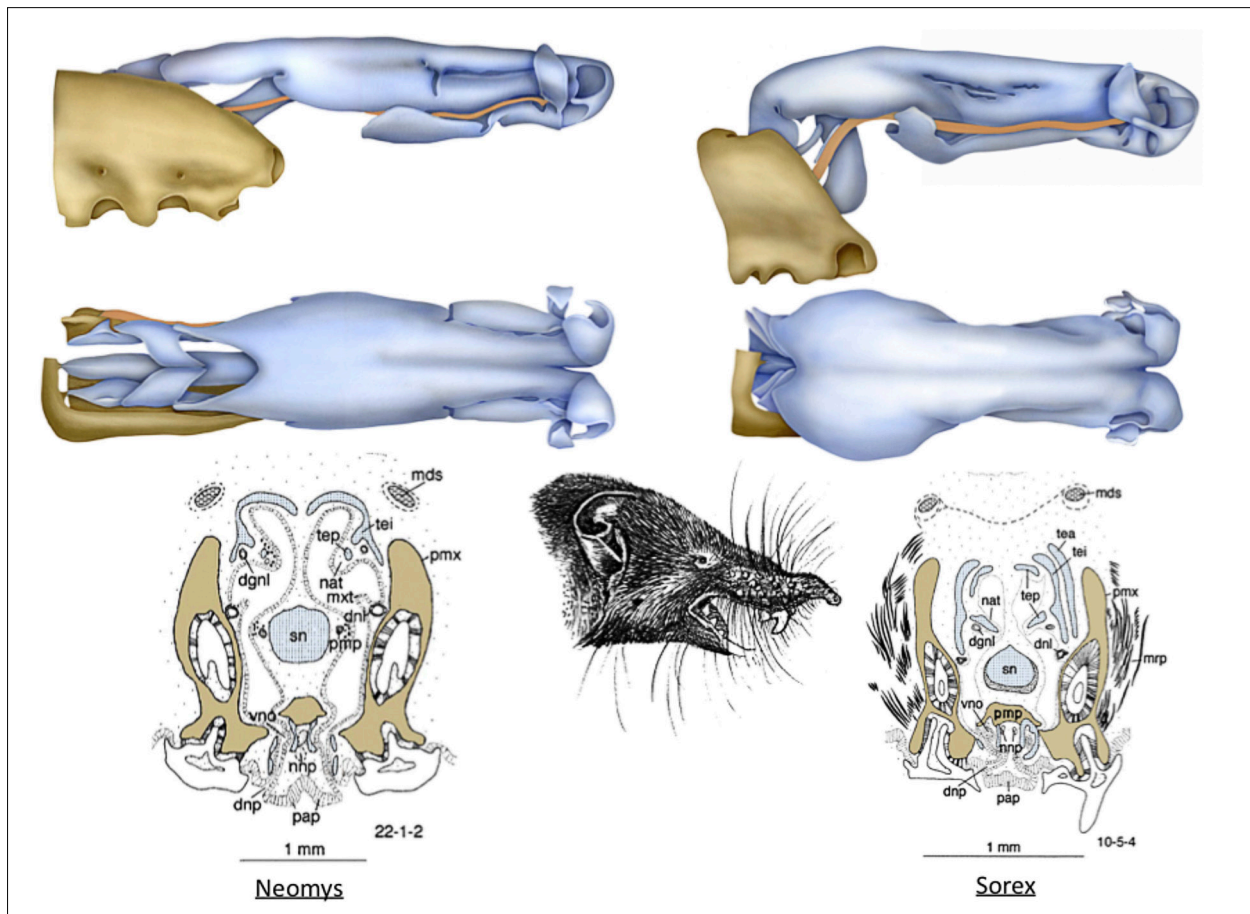 mds
tei
tep
pmx
dgnl
nat
mxt
dnl
sn
pmp
vno
nnp
dnp
pap
22-1-2
1 mm
Neomys
mds
tea
tei
tep
pmx
nat
dgnl
dnl
sn
mrp
vno
pmp
nnp
dnp
pap
10-5-4
1 mm
Sorex